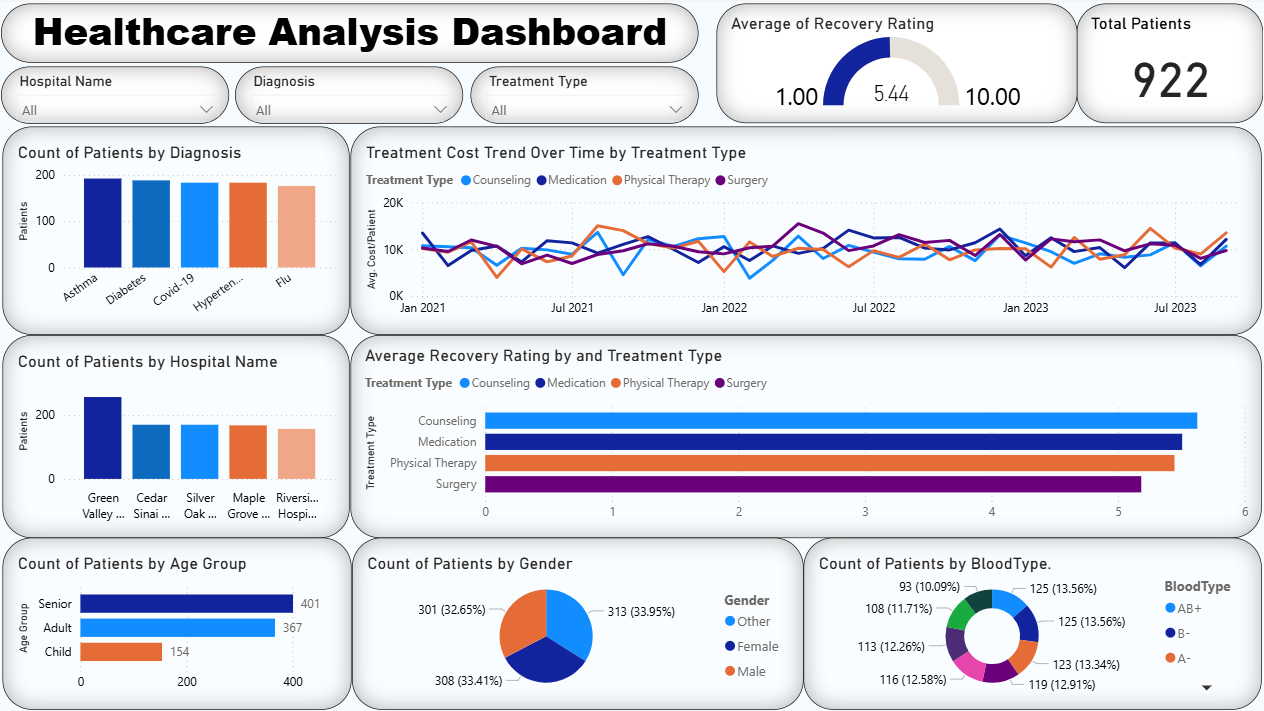 Healthcare Analysis Dashboard
Hospital Name
All
Diagnosis
All
Treatment Type
All
Average of Recovery Rating
1.00
5.44
10.00
Total Patients
922
Count of Patients by Diagnosis
Patients
200
100
0
Asthma
Diabetes
Covid-19
Hyperten...
Flu
Treatment Cost Trend Over Time by Treatment Type
Treatment Type Counseling Medication Physical Therapy Surgery
Avg. Cost/Patient
20K
10K
0K
Jan 2021 Jul 2021 Jan 2022 Jul 2022 Jan 2023 Jul 2023
Count of Patients by Hospital Name
Patients
200
0
Green
Valley ...
Cedar
Sinai ...
Silver
Oak ...
Maple
Grove ...
Riversi...
Hospi...
Average Recovery Rating by and Treatment Type
Treatment Type Counseling Medication Physical Therapy Surgery
Treatment Type
Counseling
Medication
Physical Therapy
Surgery
0 1 2 3 4 5 6
Count of Patients by Age Group
Age Group
Senior 401
Adult 367
Child 154
0 200 400
Count of Patients by Gender
301 (32.65%)
313 (33.95%)
308 (33.41%)
Gender
Other
Female
Male
Count of Patients by BloodType.
93 (10.09%)
125 (13.56%)
108 (11.71%)
125 (13.56%)
113 (12.26%)
123 (13.34%)
116 (12.58%)
119 (12.91%)
BloodType
AB+
B-
A-